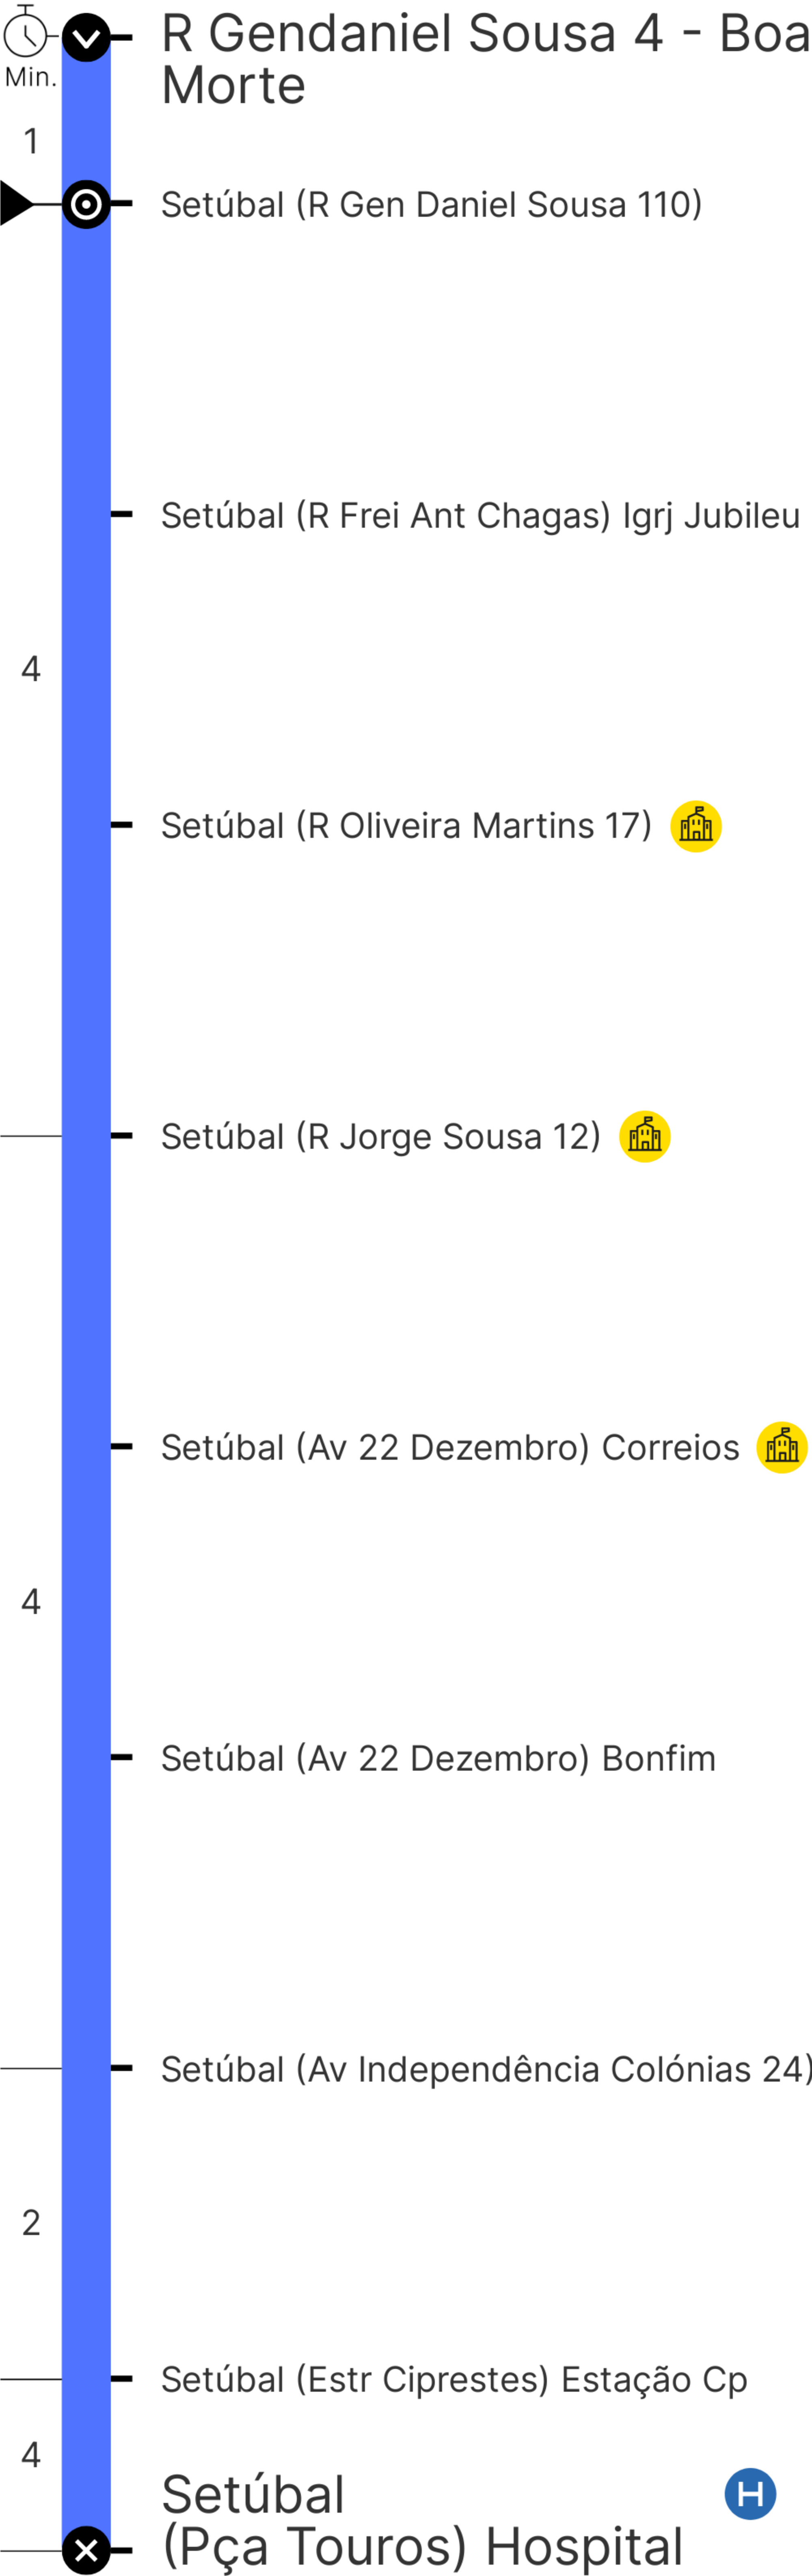 R Gendaniel Sousa 4 - Boa
Morte
Min.
1
Setúbal (R Gen Daniel Sousa 110)
Setúbal (R Frei Ant Chagas) Igrj Jubileu
4
Setúbal (R Oliveira Martins 17)
Setúbal (R Jorge Sousa 12)
Setúbal (Av 22 Dezembro) Correios
4
Setúbal (Av 22 Dezembro) Bonfim
Setúbal (Av Independência Colónias 24)
2
Setúbal (Estr Ciprestes) Estação Cp
4
Setúbal
H
(Pça Touros) Hospital